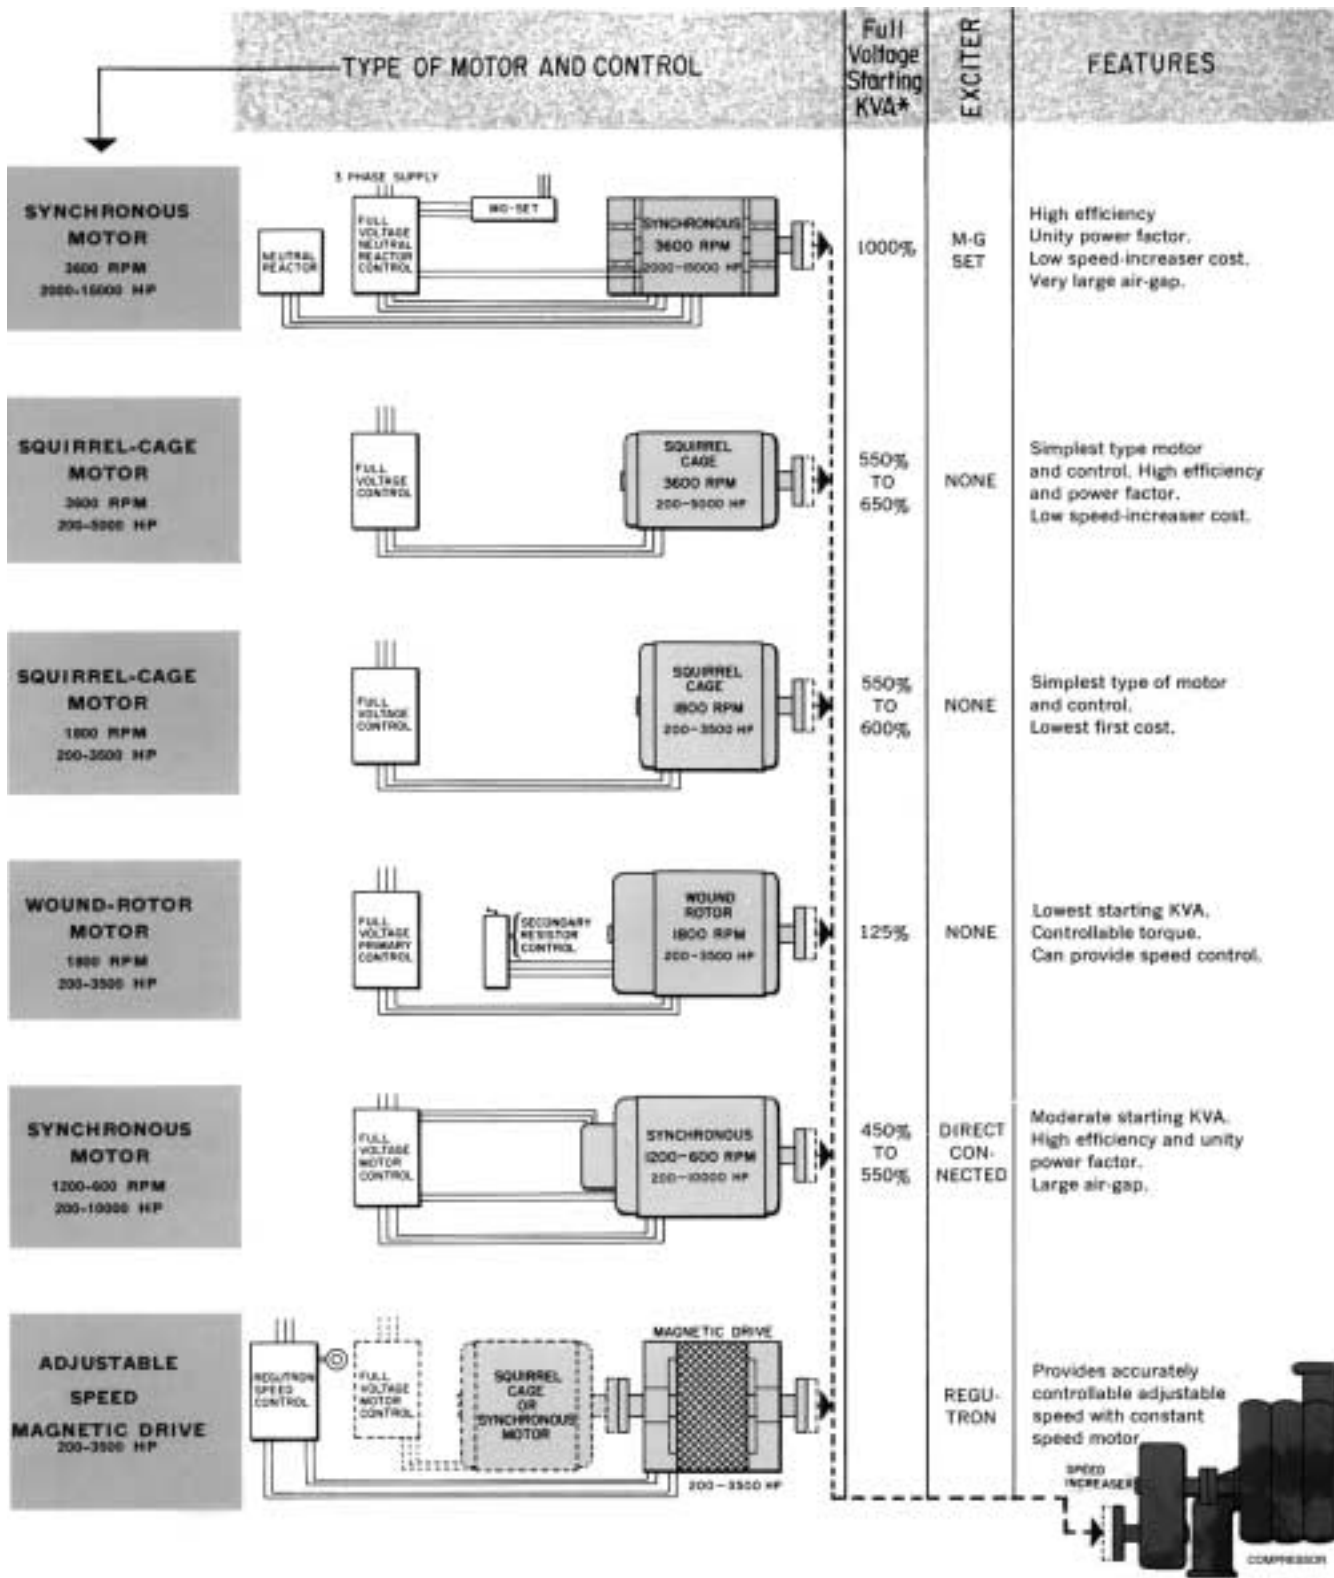 TYPE OF MOTOR AND CONTROL
Full
Voltage
Starting
KVA*
EXCITER
FEATURES
SYNCHRONOUS
MOTOR
3600 RPM
2000-15000 HP
3 PHASE SUPPLY
NEUTRAL
REACTOR
FULL
VOLTAGE
NEUTRAL
REACTOR
CONTROL
MG-SET
SYNCHRONOUS
3600 RPM
2000-15000 HP
1000%
M-G
SET
High efficiency
Unity power factor.
Low speed-increaser cost.
Very large air-gap.
SQUIRREL-CAGE
MOTOR
3600 RPM
200-5000 HP
FULL
VOLTAGE
CONTROL
SQUIRREL
CAGE
3600 RPM
200-5000 HP
550%
TO
650%
NONE
Simplest type motor
and control. High efficiency
and power factor.
Low speed-increaser cost.
SQUIRREL-CAGE
MOTOR
1800 RPM
200-3500 HP
FULL
VOLTAGE
CONTROL
SQUIRREL
CAGE
1800 RPM
200-3500 HP
550%
TO
600%
NONE
Simplest type of motor
and control.
Lowest first cost.
WOUND-ROTOR
MOTOR
1800 RPM
200-3500 HP
FULL
VOLTAGE
PRIMARY
CONTROL
SECONDARY
RESISTOR
CONTROL
WOUND
ROTOR
1800 RPM
200-3500 HP
125%
NONE
Lowest starting KVA.
Controllable torque.
Can provide speed control.
SYNCHRONOUS
MOTOR
1200-600 RPM
200-10000 HP
FULL
VOLTAGE
MOTOR
CONTROL
SYNCHRONOUS
1200-600 RPM
200-10000 HP
450%
TO
550%
DIRECT
CON-
NECTED
Moderate starting KVA.
High efficiency and unity
power factor.
Large air-gap.
ADJUSTABLE
SPEED
MAGNETIC DRIVE
200-3500 HP
REGUTRON
SPEED
CONTROL
FULL
VOLTAGE
MOTOR
CONTROL
SQUIRREL
CAGE
OR
SYNCHRONOUS
MOTOR
MAGNETIC DRIVE
200-3500 HP
REGU-
TRON
Provides accurately
controllable adjustable
speed with constant
speed motor
SPEED
INCREASER
COMPRESSOR